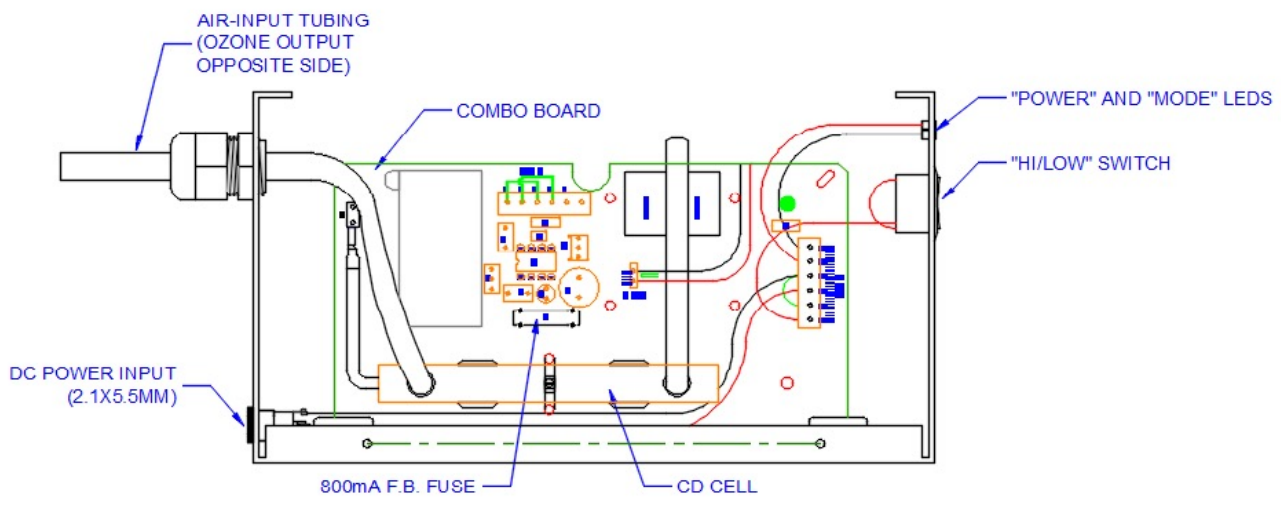 AIR-INPUT TUBING
(OZONE OUTPUT
OPPOSITE SIDE)
COMBO BOARD
"POWER" AND "MODE" LEDS
"HI/LOW" SWITCH
DC POWER INPUT
(2.1X5.5MM)
800mA F.B. FUSE
CD CELL